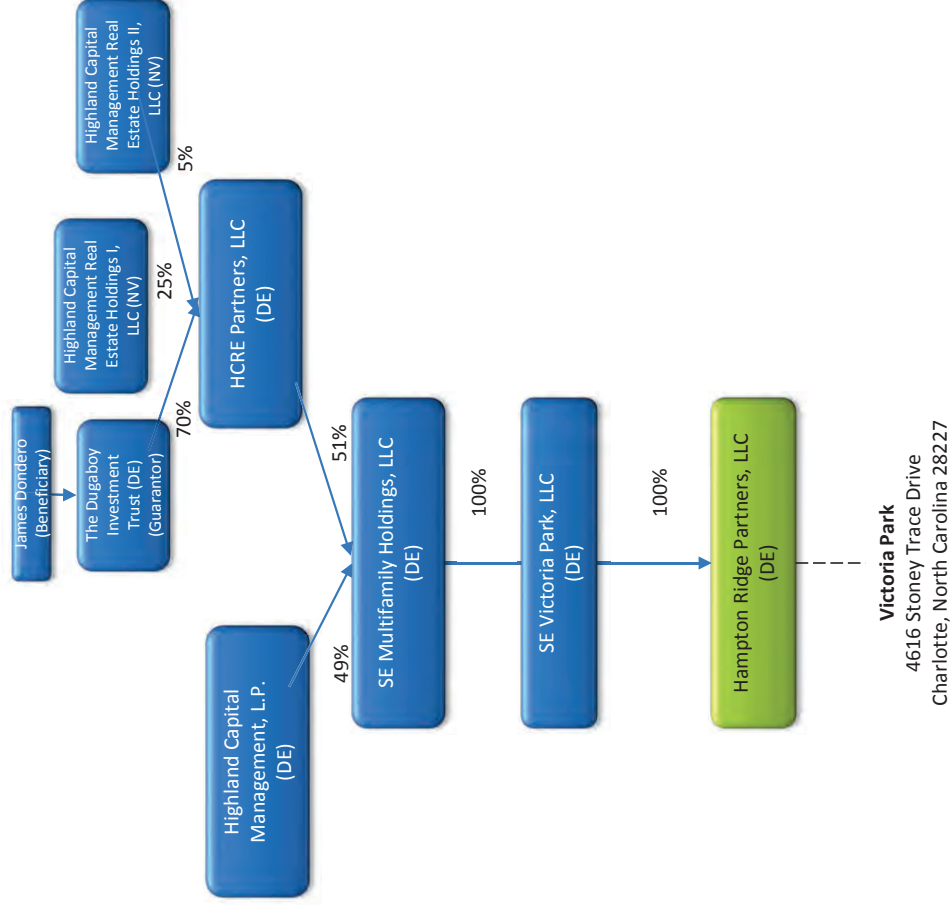 James Dondero
(Beneficiary)
The Dugaboy
Investment
Trust (DE)
(Guarantor)
Highland Capital
Management Real
Estate Holdings I,
LLC (NV)
Highland Capital
Management Real
Estate Holdings II,
LLC (NV)
70%
25%
5%
Highland Capital
Management, L.P.
(DE)
HCRE Partners, LLC
(DE)
49%
51%
SE Multifamily Holdings, LLC
(DE)
100%
SE Victoria Park, LLC
(DE)
100%
Hampton Ridge Partners, LLC
(DE)
Victoria Park
4616 Stoney Trace Drive
Charlotte, North Carolina 28227